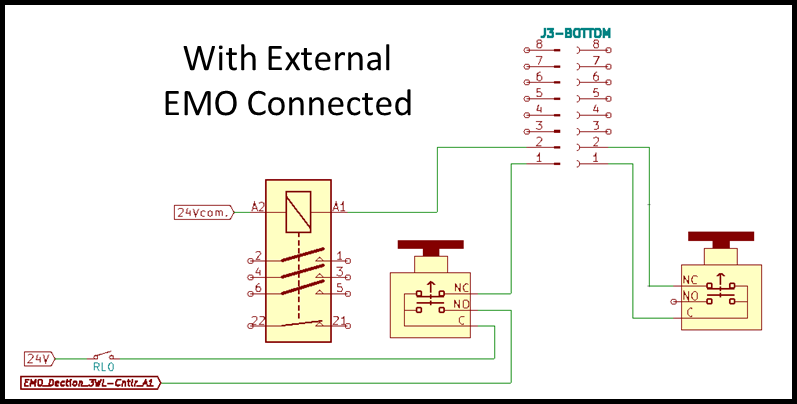 With External
EMO Connected
J3-BOTTOM
8 8
7 7
6 6
5 5
4 4
3 3
2 2
1 1
24Vcom. A2 A1
2 1
4 3
6 5
22 21
NC
NO
C
NC
NO
C
24V
RLO
EMO_Dection_3WL-Cntlr_A1